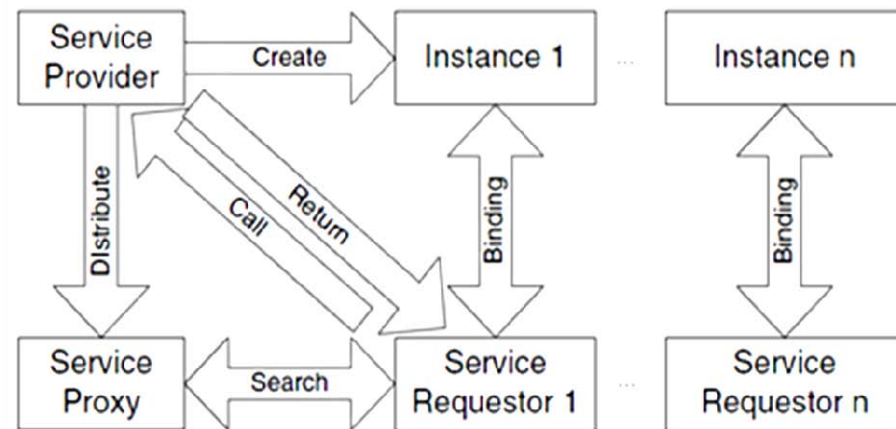 Service
Provider
Create
Instance 1
...
Instance n
DIstribute
Call
Return
Binding
Binding
Service
Proxy
Search
Service
Requestor 1
...
Service
Requestor n